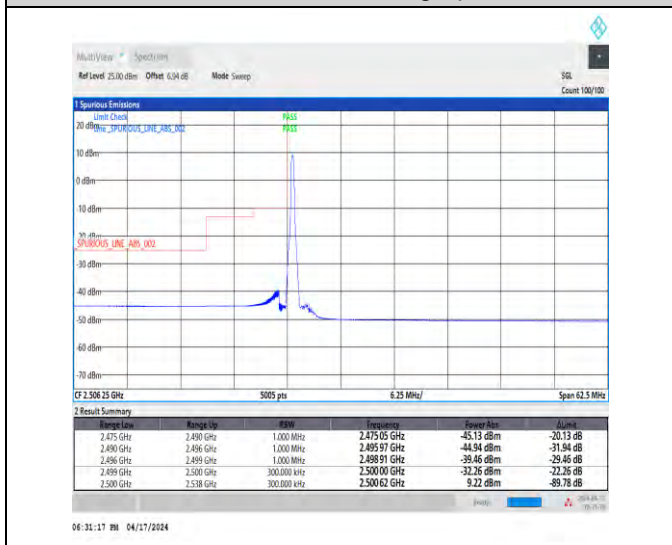 MultiView Spectrum
Ref Level 25.00 dBm Offset 6.94 dB Mode Sweep SGL
Count 100/100
1 Spurious Emissions
Limit Check PASS
20 dBm Line _SPURIOUS_LINE_ABS_002 PASS
10 dBm
0 dBm
-10 dBm
-20 dBm
_SPURIOUS_LINE_ABS_002
-30 dBm
-40 dBm
-50 dBm
-60 dBm
-70 dBm
CF 2.506 25 GHz 5005 pts 6.25 MHz/ Span 62.5 MHz
2 Result Summary
Range Low Range Up RBW Frequency Power Abs ΔLimit
2.475 GHz 2.490 GHz 1.000 MHz 2.475 05 GHz -45.13 dBm -20.13 dB
2.490 GHz 2.496 GHz 1.000 MHz 2.495 97 GHz -44.94 dBm -31.94 dB
2.496 GHz 2.499 GHz 1.000 MHz 2.498 91 GHz -39.46 dBm -29.46 dB
2.499 GHz 2.500 GHz 300.000 kHz 2.500 00 GHz -32.26 dBm -22.26 dB
2.500 GHz 2.538 GHz 300.000 kHz 2.500 62 GHz 9.22 dBm -89.78 dB
06:31:17 PM 04/17/2024